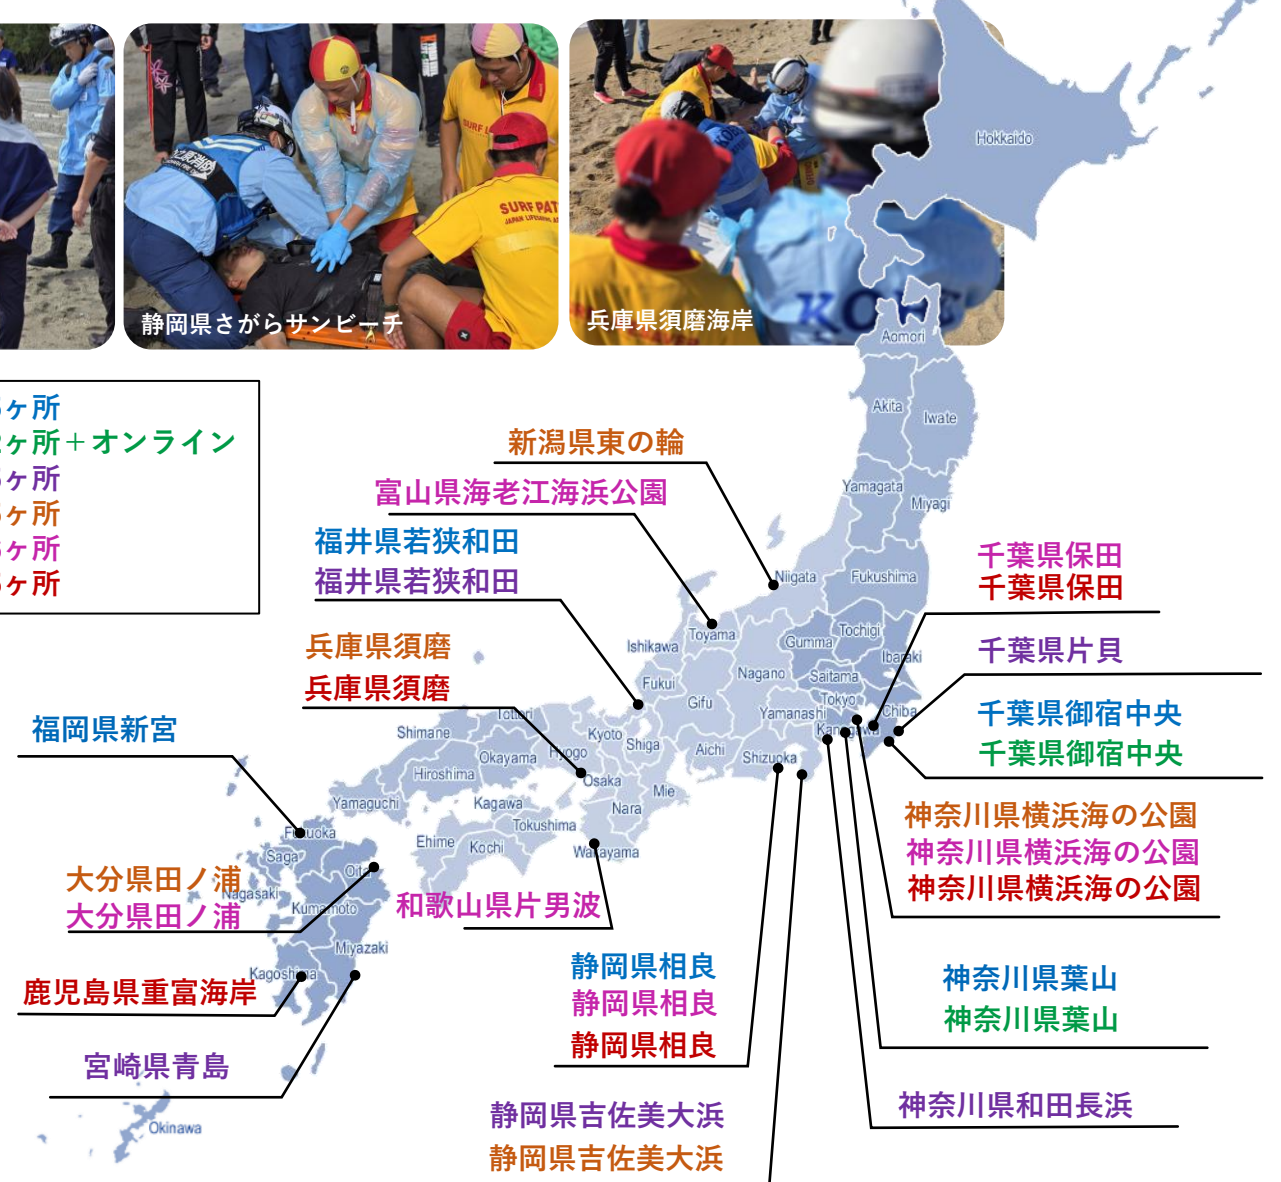 静岡県さがらサンビーチ
兵庫県須磨海岸
SURF PAT
Hokkaido
Aomori
Akita
Iwate
Yamagata
Miyagi
Niigata
Fukushima
Toyama
Ishikawa
Gumma
Tochigi
Ibaraki
Fukui
Nagano
Saitama
Gifu
Tokyo
Yamanashi
Chiba
Kanagawa
Tottori
Shimane
Kyoto
Shiga
Aichi
Shizuoka
Okayama
Hyogo
Hiroshima
Osaka
Mie
Yamaguchi
Kagawa
Nara
Tokushima
Ehime
Kochi
Wakayama
Fukuoka
Saga
Oita
Nagasaki
Kumamoto
Miyazaki
Kagoshima
Okinawa
ヶ所
ヶ所＋オンライン
ヶ所
ヶ所
ヶ所
ヶ所
新潟県東の輪
富山県海老江海浜公園
福井県若狭和田
福井県若狭和田
兵庫県須磨
兵庫県須磨
福岡県新宮
大分県田ノ浦
大分県田ノ浦
鹿児島県重富海岸
宮崎県青島
和歌山県片男波
静岡県相良
静岡県相良
静岡県相良
静岡県吉佐美大浜
静岡県吉佐美大浜
千葉県保田
千葉県保田
千葉県片貝
千葉県御宿中央
千葉県御宿中央
神奈川県横浜海の公園
神奈川県横浜海の公園
神奈川県横浜海の公園
神奈川県葉山
神奈川県葉山
神奈川県和田長浜